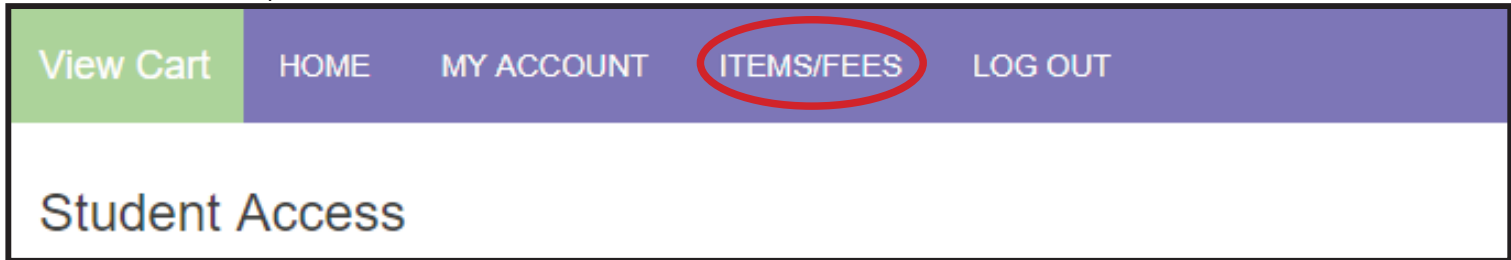 View Cart HOME MY ACCOUNT ITEMS/FEES LOG OUT
Student Access